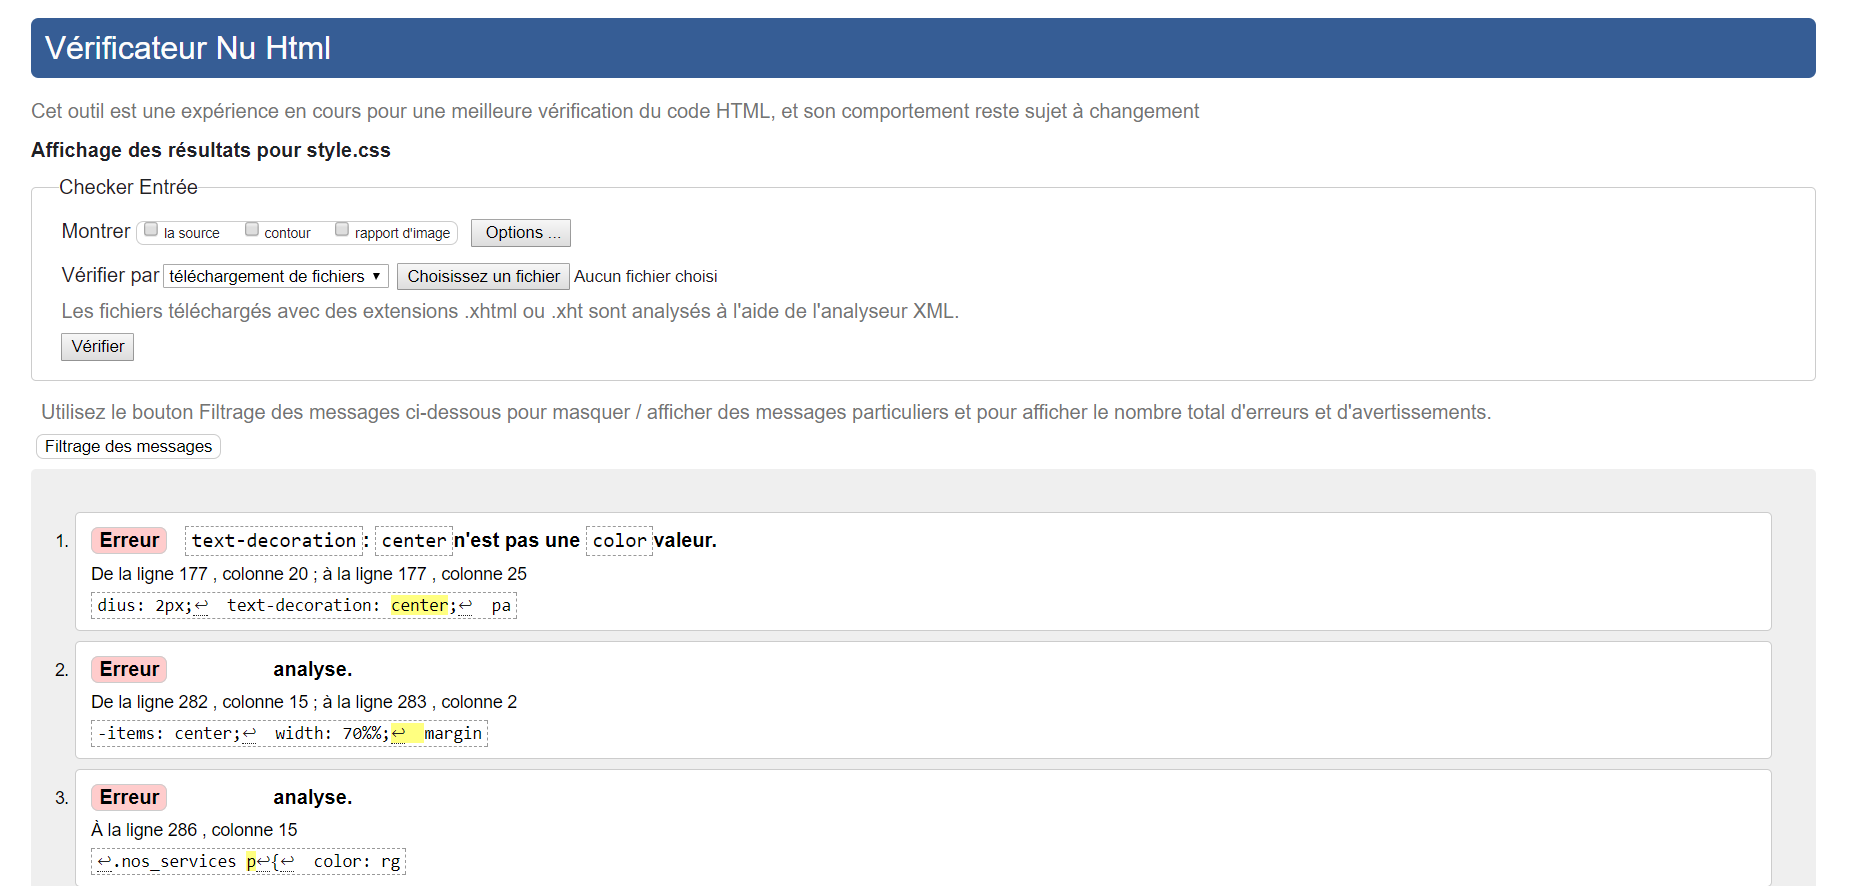 Vérificateur Nu Html
Cet outil est une expérience en cours pour une meilleure vérification du code HTML, et son comportement reste sujet à changement
Affichage des résultats pour style.css
Checker Entrée
Montrer la source contour rapport d'image Options ...
Vérifier par téléchargement de fichiers ▼ Choisissez un fichier Aucun fichier choisi
Les fichiers téléchargés avec des extensions .xhtml ou .xht sont analysés à l'aide de l'analyseur XML.
Vérifier
Utilisez le bouton Filtrage des messages ci-dessous pour masquer / afficher des messages particuliers et pour afficher le nombre total d'erreurs et d'avertissements.
Filtrage des messages
1. Erreur text-decoration: center n'est pas une color valeur.
De la ligne 177 , colonne 20 ; à la ligne 177 , colonne 25
dius: 2px;↩ text-decoration: center;↩ pa
2. Erreur analyse.
De la ligne 282 , colonne 15 ; à la ligne 283 , colonne 2
-items: center;↩ width: 70%%;↩ margin
3. Erreur analyse.
À la ligne 286 , colonne 15
↩.nos_services p↩{↩ color: rg